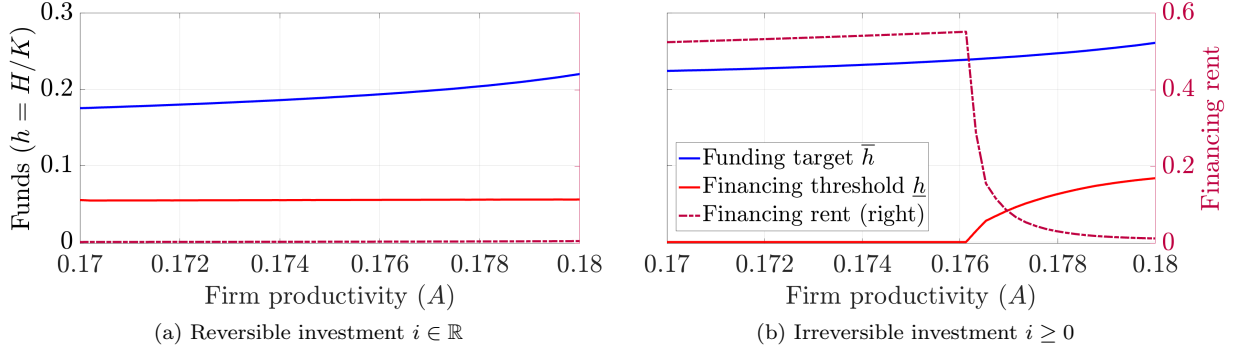 0.3
0.2
0.1
0
Funds (h = H/K)
0.17
0.172
0.174
0.176
0.178
0.18
Firm productivity (A)
(a) Reversible investment i ∈ ℝ
Funding target h̅
Financing threshold h̲
Financing rent (right)
0.6
0.4
0.2
0
Financing rent
0.17
0.172
0.174
0.176
0.178
0.18
Firm productivity (A)
(b) Irreversible investment i ≥ 0